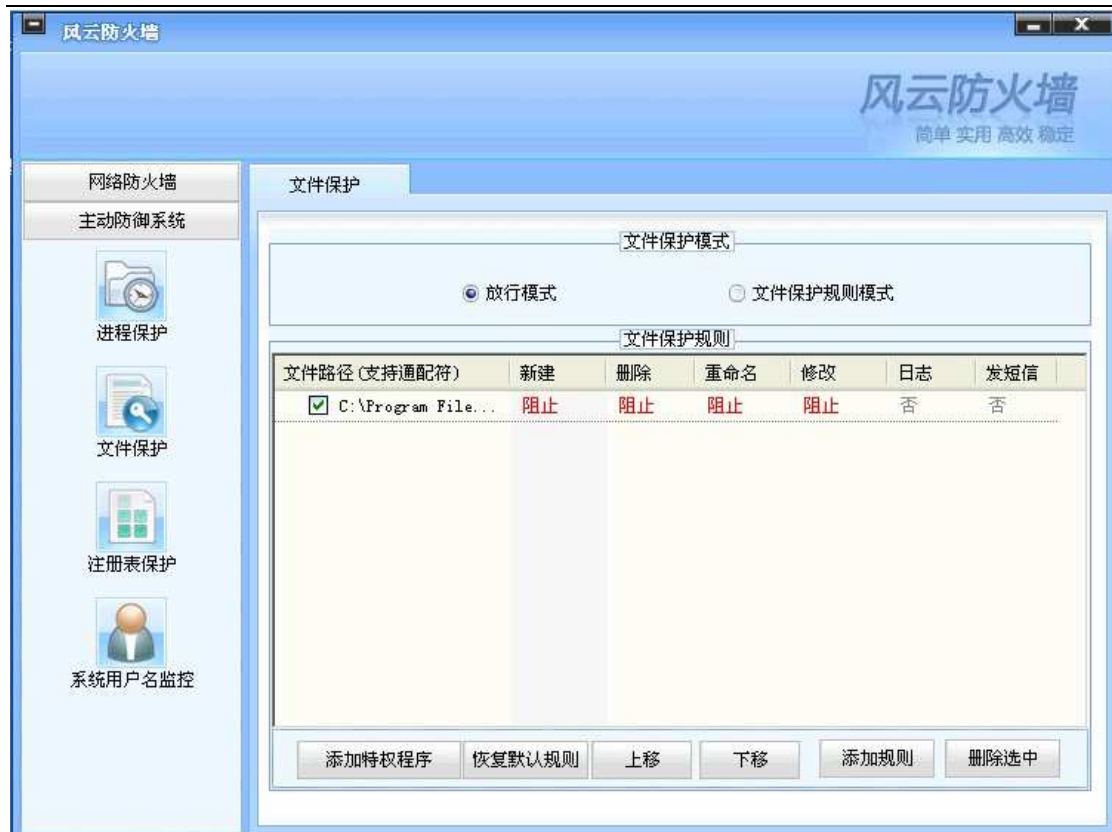 风云防火墙
风云防火墙
简单 实用 高效 稳定
网络防火墙
主动防御系统
进程保护
文件保护
注册表保护
系统用户名监控
文件保护
文件保护模式
放行模式 文件保护规则模式
文件保护规则
文件路径(支持通配符) 新建 删除 重命名 修改 日志 发短信
C:\Program File... 阻止 阻止 阻止 阻止 否 否
添加特权程序 恢复默认规则 上移 下移 添加规则 删除选中